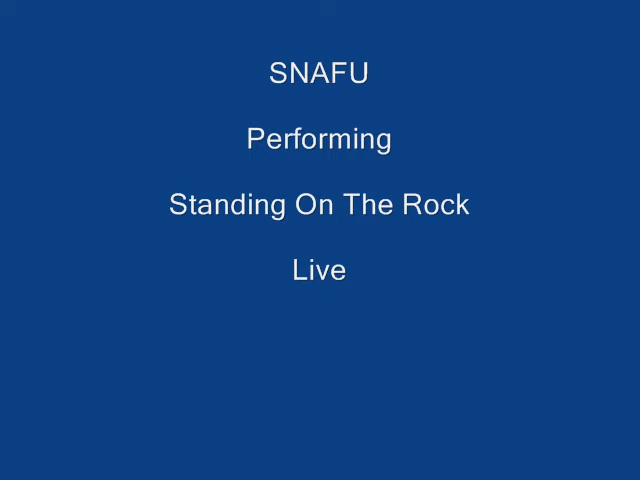 SNAFU
Performing
Standing On The Rock
Live